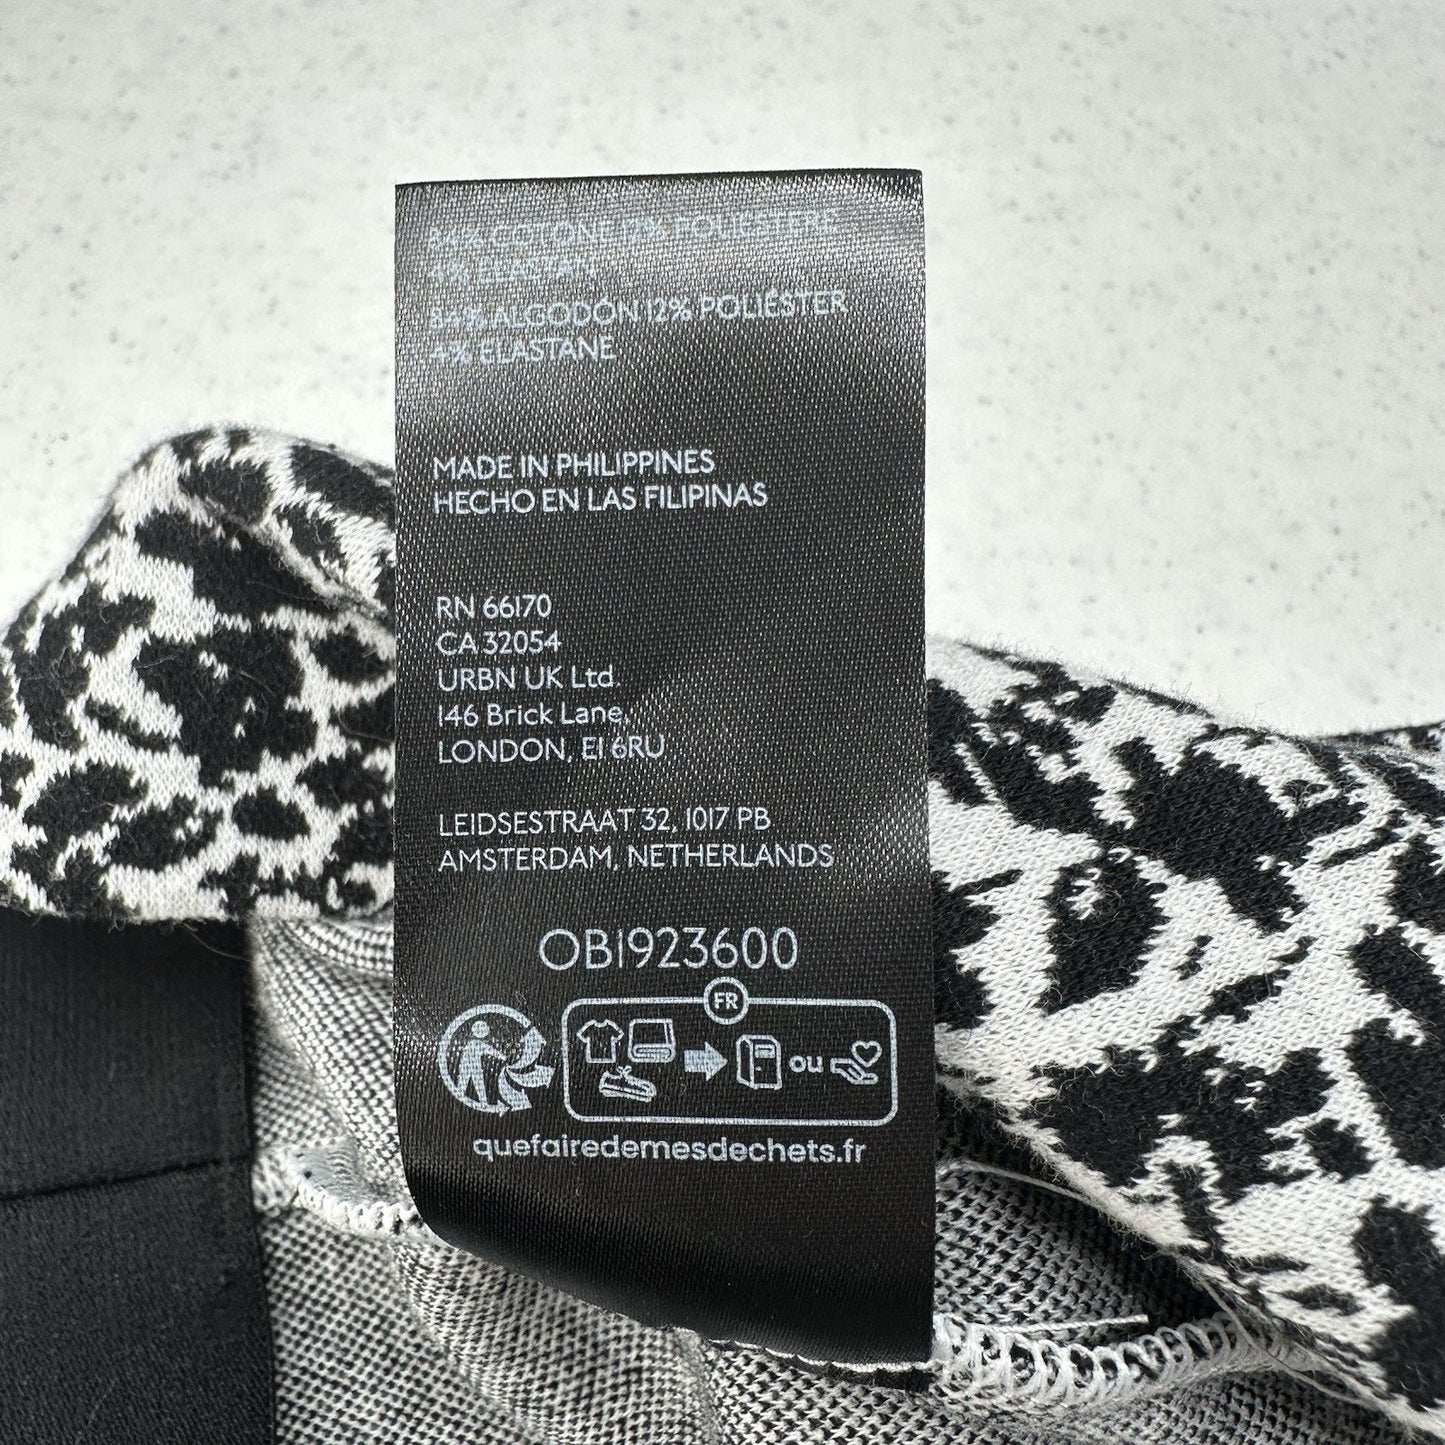 84% COTONE 12% POLIESTERE
4% ELASTAN
84% ALGODÓN 12% POLIÉSTER
4% ELASTANE
MADE IN PHILIPPINES
HECHO EN LAS FILIPINAS
RN 66170
CA 32054
URBN UK Ltd.
146 Brick Lane,
LONDON, E1 6RU
LEIDSESTRAAT 32, 1017 PB
AMSTERDAM, NETHERLANDS
OB1923600
FR
ou
quefairedemesdechets.fr